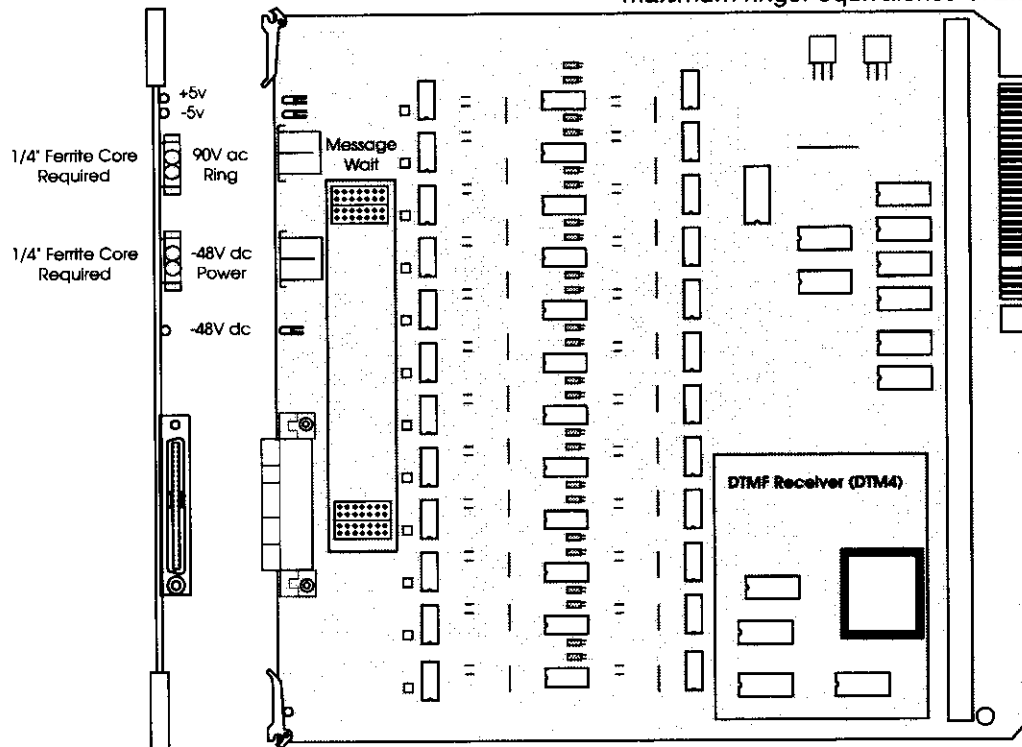 maximum ringer equivalence
+5v
-5v
1/4" Ferrite Core
Required
90V ac
Ring
Message
Wait
1/4" Ferrite Core
Required
-48V dc
Power
-48V dc
DTMF Receiver (DTM4)